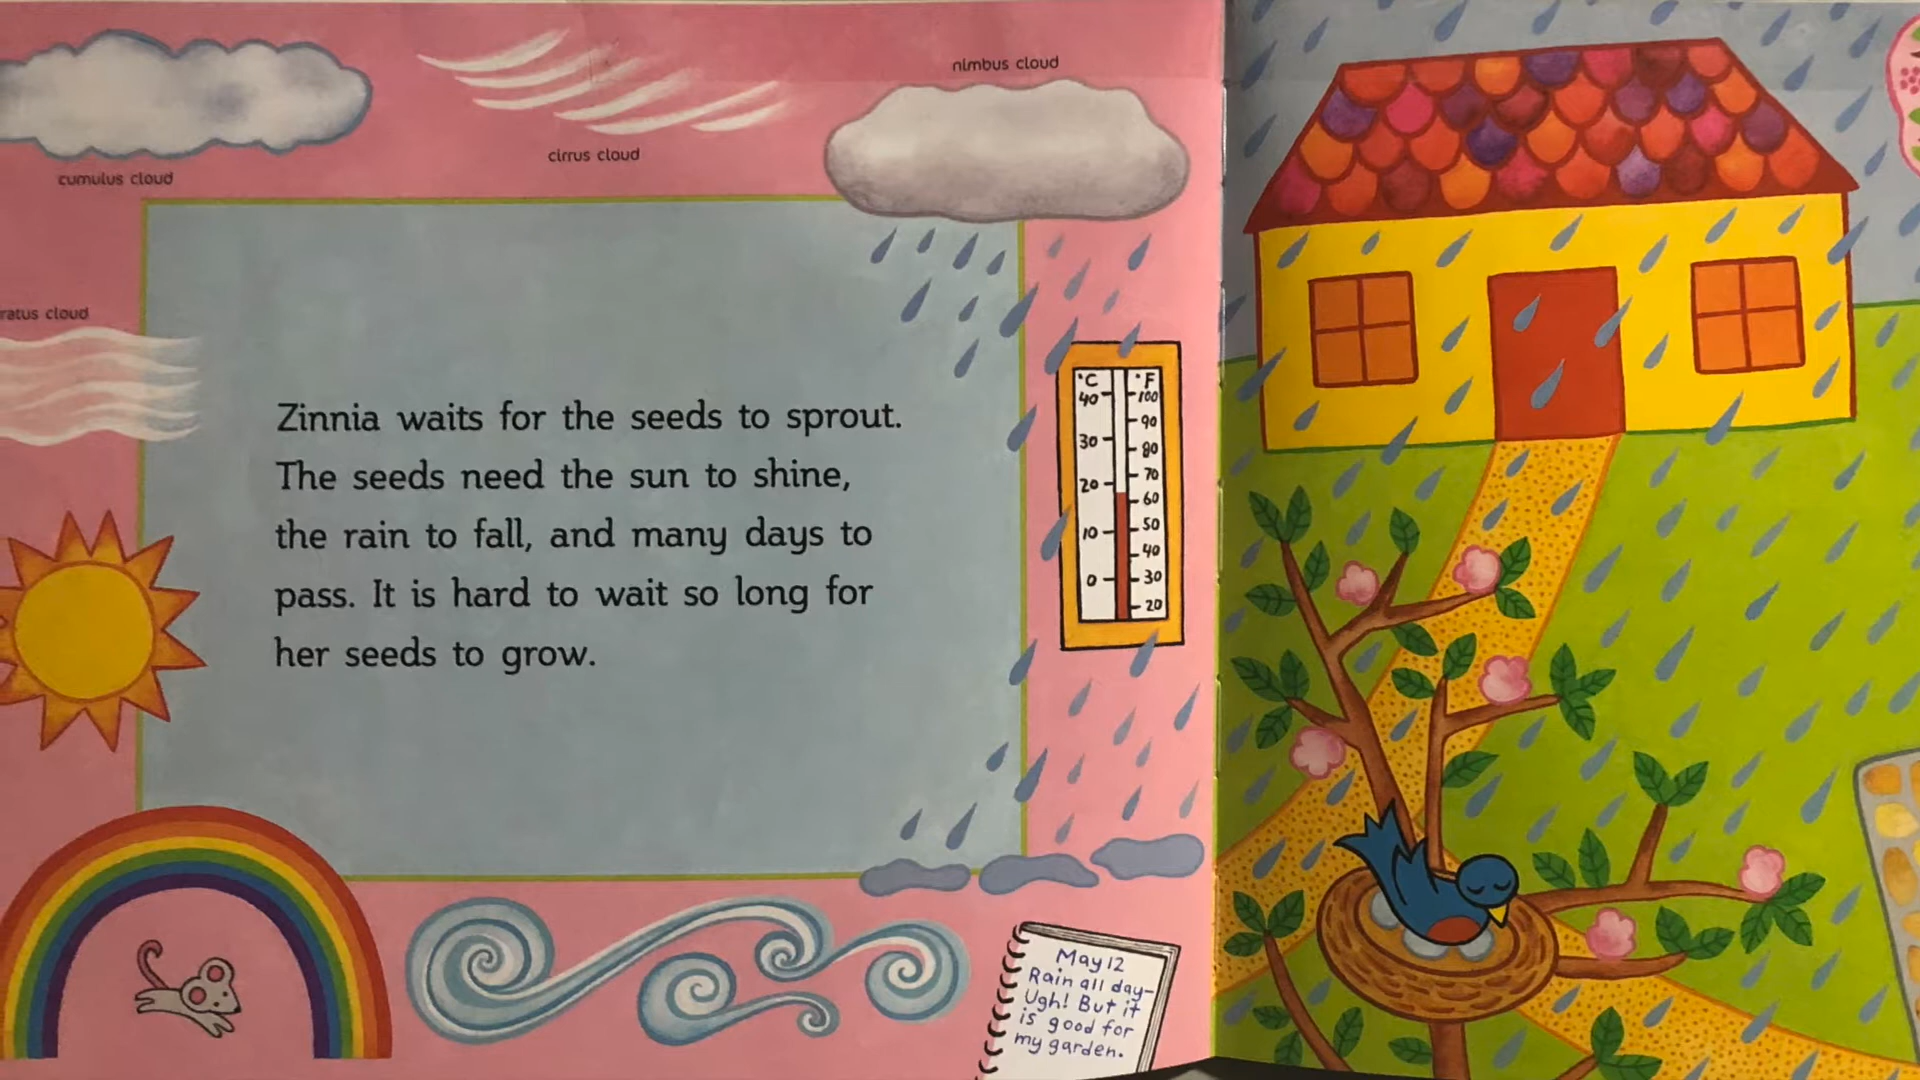 nimbus cloud
cirrus cloud
cumulus cloud
ratus cloud
Zinnia waits for the seeds to sprout.
The seeds need the sun to shine,
the rain to fall, and many days to
pass. It is hard to wait so long for
her seeds to grow.
°C °F
40 100
90
30 80
70
20 60
10 50
40
0 30
20
May 12
Rain all day–
Ugh! But it
is good for
my garden.